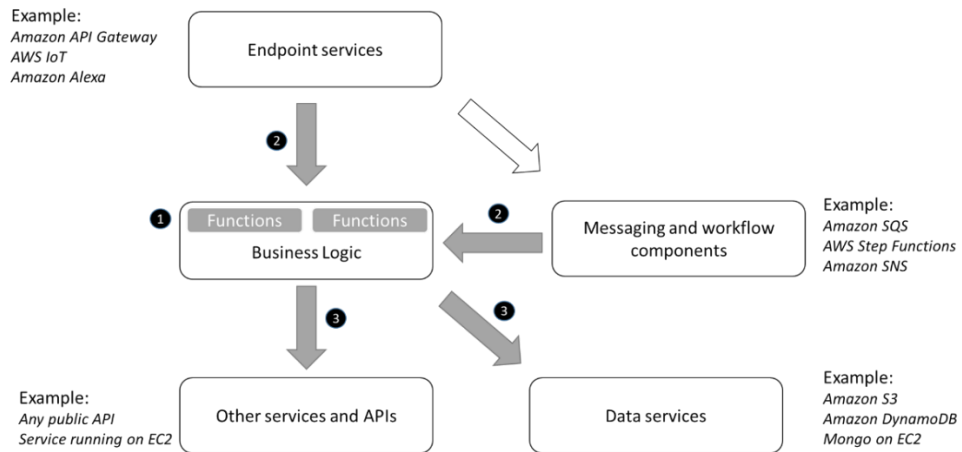 Example:
Amazon API Gateway
AWS IoT
Amazon Alexa
Endpoint services
2
1
Functions Functions
Business Logic
2
Messaging and workflow
components
Example:
Amazon SQS
AWS Step Functions
Amazon SNS
3
3
Example:
Any public API
Service running on EC2
Other services and APIs
Data services
Example:
Amazon S3
Amazon DynamoDB
Mongo on EC2